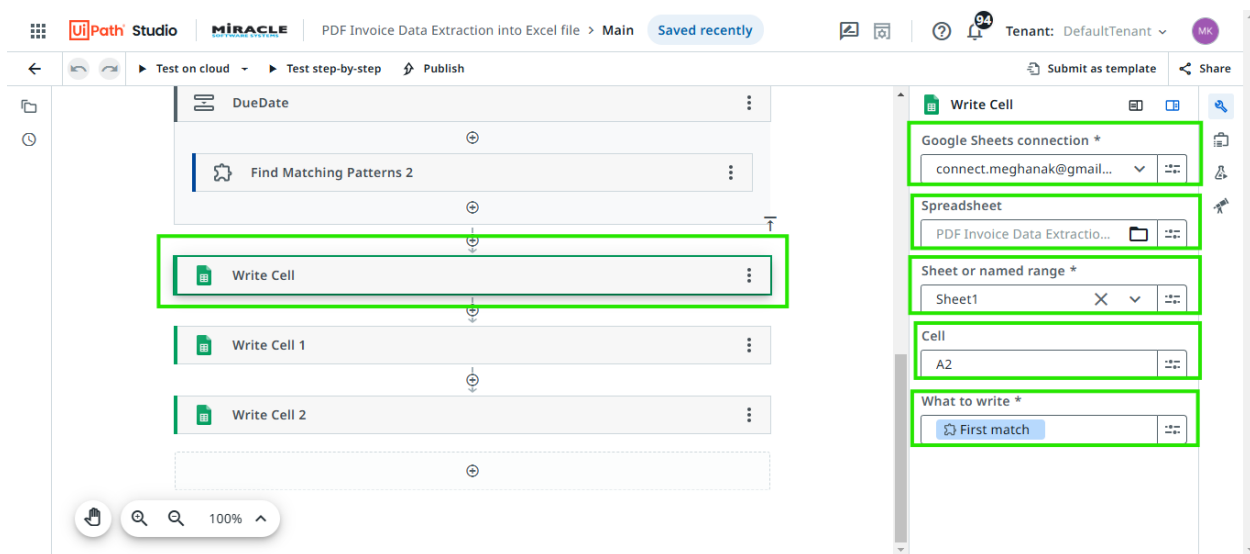 UiPath Studio MIRACLE SOFTWARE SYSTEMS PDF Invoice Data Extraction into Excel file > Main Saved recently 94 Tenant: DefaultTenant MK
Test on cloud Test step-by-step Publish Submit as template Share
DueDate
Find Matching Patterns 2
Write Cell
Write Cell 1
Write Cell 2
100%
Write Cell
Google Sheets connection *
connect.meghanak@gmail...
Spreadsheet
PDF Invoice Data Extractio...
Sheet or named range *
Sheet1
Cell
A2
What to write *
First match